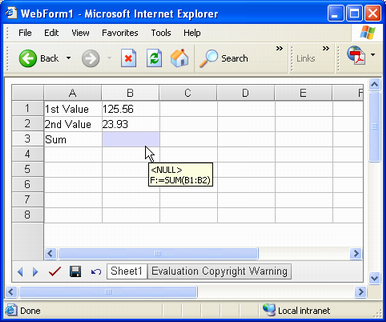 WebForm1 - Microsoft Internet Explorer
File Edit View Favorites Tools Help
Back Search Links
A B C D E F
1 1st Value 125.56
2 2nd Value 23.93
3 Sum
4
<NULL>
5
F:=SUM(B1:B2)
6
7
8
Sheet1 Evaluation Copyright Warning
Done Local intranet